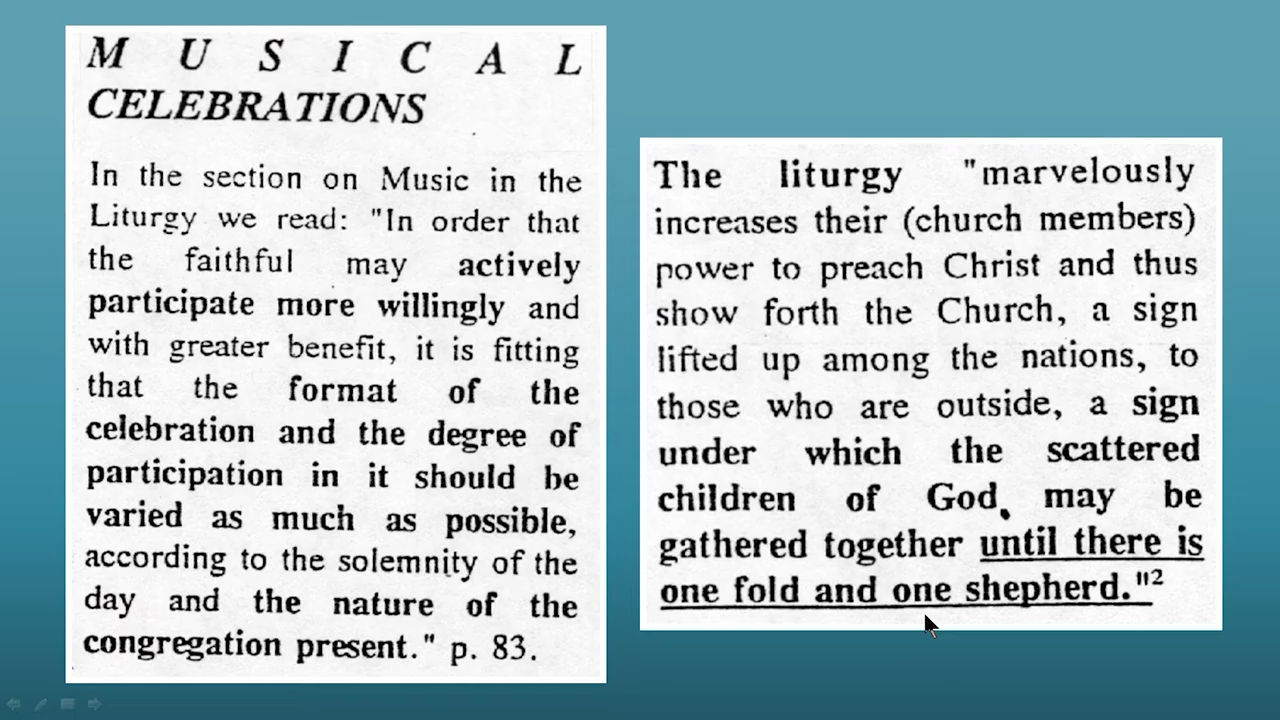 M U S I C A L
CELEBRATIONS
In the section on Music in the
Liturgy we read: "In order that
the faithful may actively
participate more willingly and
with greater benefit, it is fitting
that the format of the
celebration and the degree of
participation in it should be
varied as much as possible,
according to the solemnity of the
day and the nature of the
congregation present." p. 83.
The liturgy "marvelously
increases their (church members)
power to preach Christ and thus
show forth the Church, a sign
lifted up among the nations, to
those who are outside, a sign
under which the scattered
children of God, may be
gathered together until there is
one fold and one shepherd."2